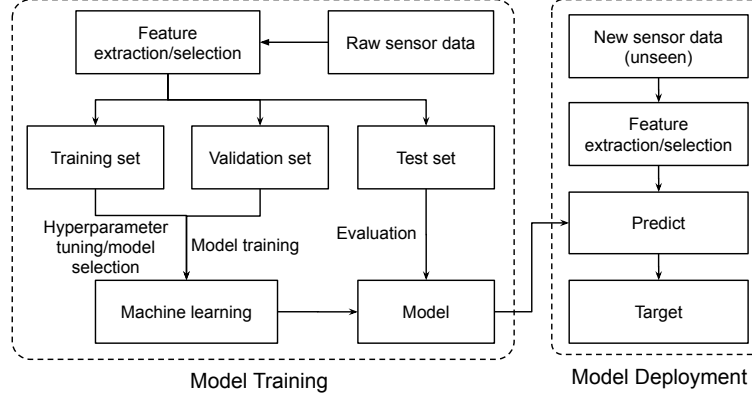 Feature
extraction/selection
Raw sensor data
Training set
Validation set
Test set
Hyperparameter
tuning/model
selection
Model training
Evaluation
Machine learning
Model
Model Training
New sensor data
(unseen)
Feature
extraction/selection
Predict
Target
Model Deployment